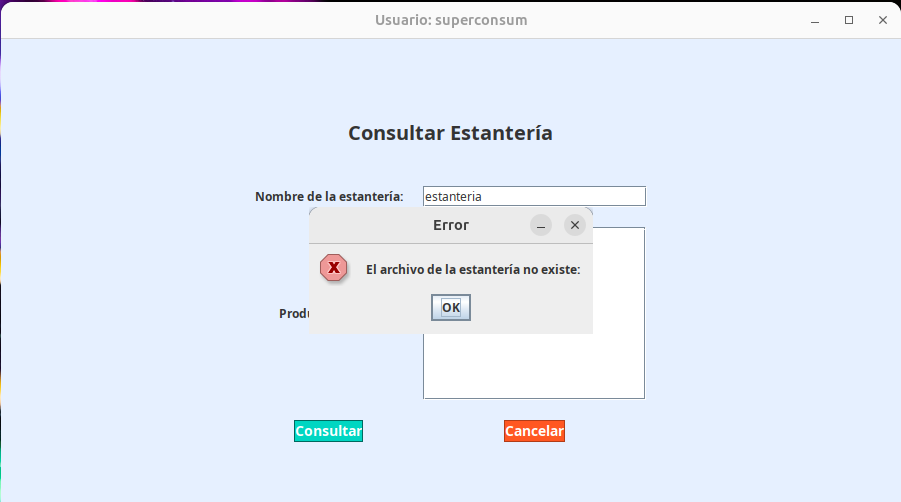 Usuario: superconsum
Consultar Estantería
Nombre de la estantería: estanteria
Error
El archivo de la estantería no existe:
OK
Consultar Cancelar